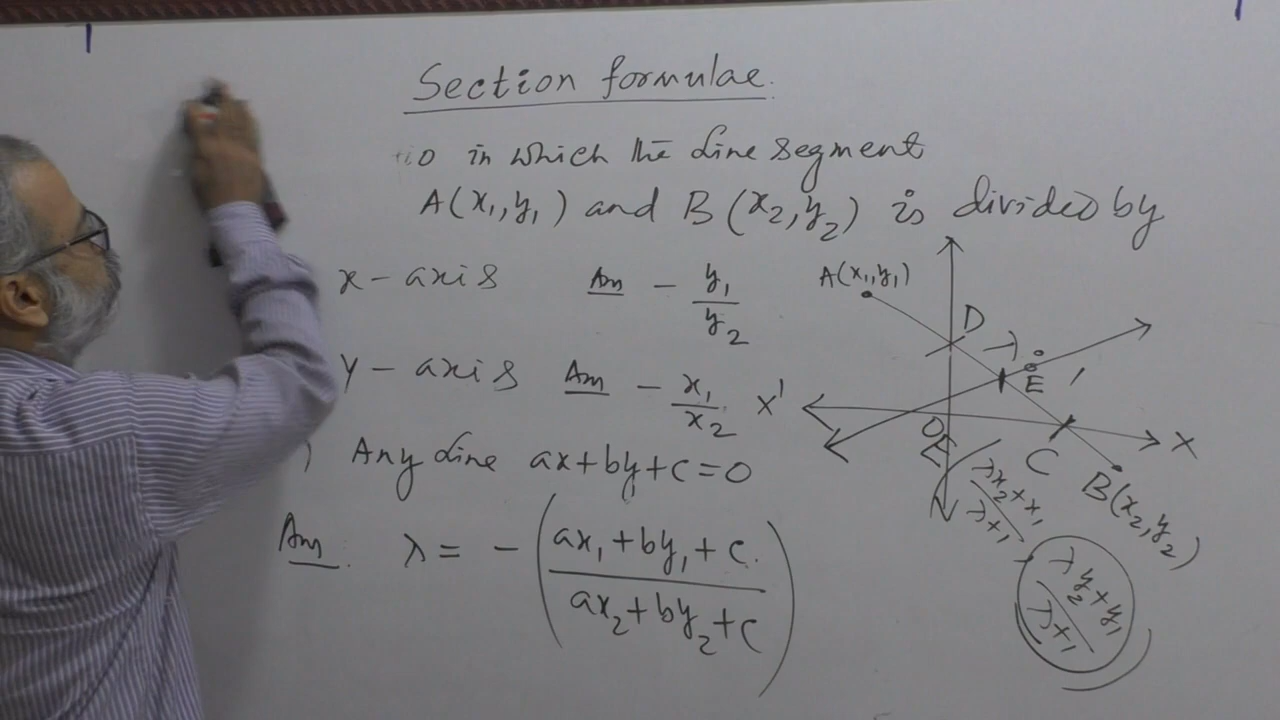 Section formulae.
tio in which the line segment
A(x₁,y₁) and B(x₂,y₂) is divided by
x-axis Ans - y₁/y₂
y-axis Ans - x₁/x₂
) Any line ax+by+c=0
Ans. λ = - (ax₁+by₁+c. / ax₂+by₂+c)
A(x₁,y₁)
D
λ
E
1
X'
O
C
X
B(x₂,y₂)
E (λx₂+x₁ / λ+1, λy₂+y₁ / λ+1)